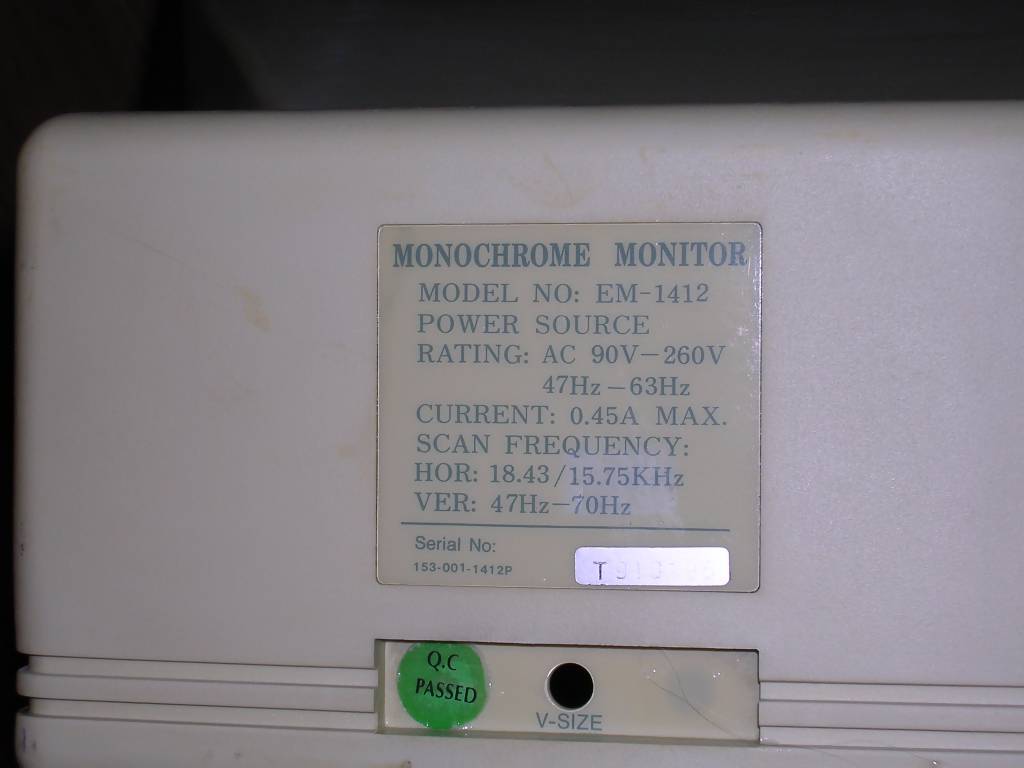 MONOCHROME MONITOR
MODEL NO: EM-1412
POWER SOURCE
RATING: AC 90V-260V
47Hz-63Hz
CURRENT: 0.45A MAX.
SCAN FREQUENCY:
HOR: 18.43/15.75KHz
VER: 47Hz-70Hz
Serial No:
153-001-1412P
T
Q.C
PASSED
V-SIZE